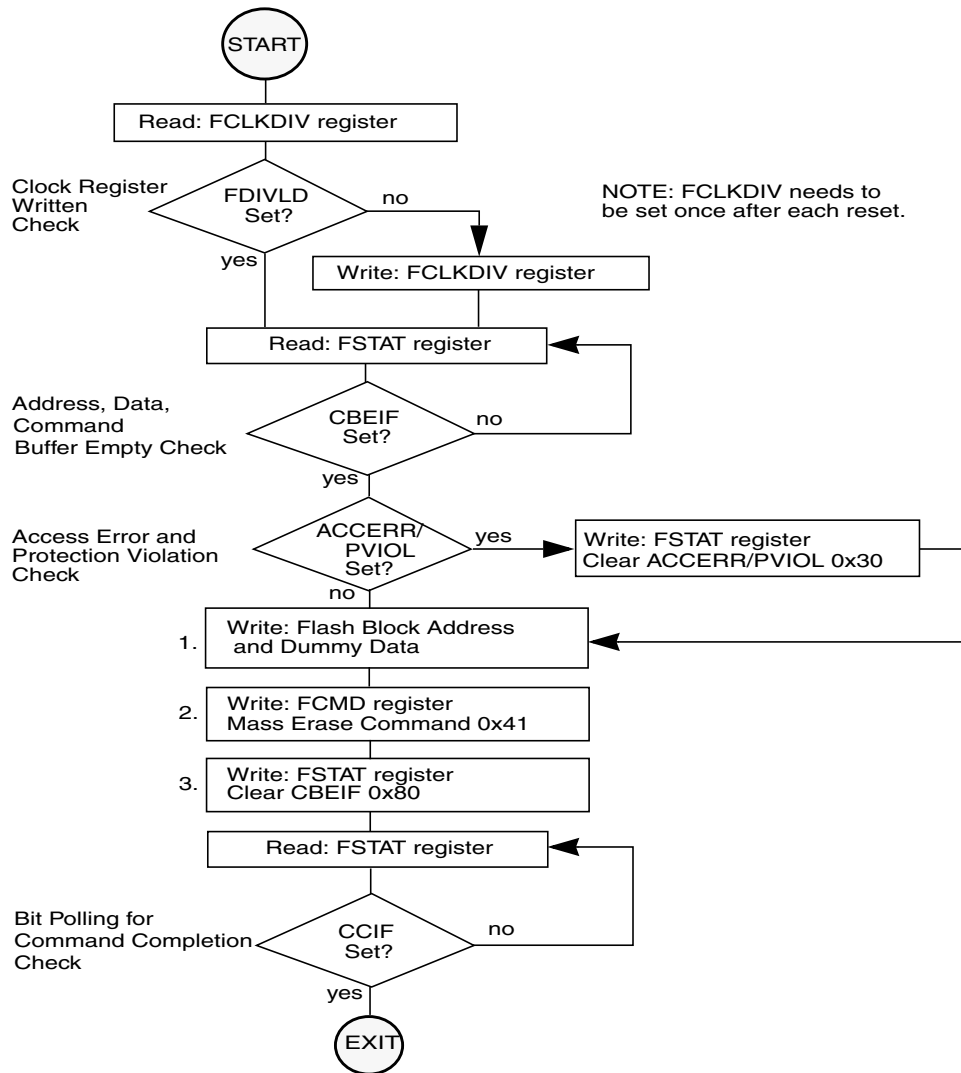 START
Read: FCLKDIV register
Clock Register
Written
Check
FDIVLD
Set?
no
NOTE: FCLKDIV needs to
be set once after each reset.
yes
Write: FCLKDIV register
Read: FSTAT register
Address, Data,
Command
Buffer Empty Check
CBEIF
Set?
no
yes
Access Error and
Protection Violation
Check
ACCERR/
PVIOL
Set?
yes
Write: FSTAT register
Clear ACCERR/PVIOL 0x30
no
1.
Write: Flash Block Address
and Dummy Data
2.
Write: FCMD register
Mass Erase Command 0x41
3.
Write: FSTAT register
Clear CBEIF 0x80
Read: FSTAT register
Bit Polling for
Command Completion
Check
CCIF
Set?
no
yes
EXIT